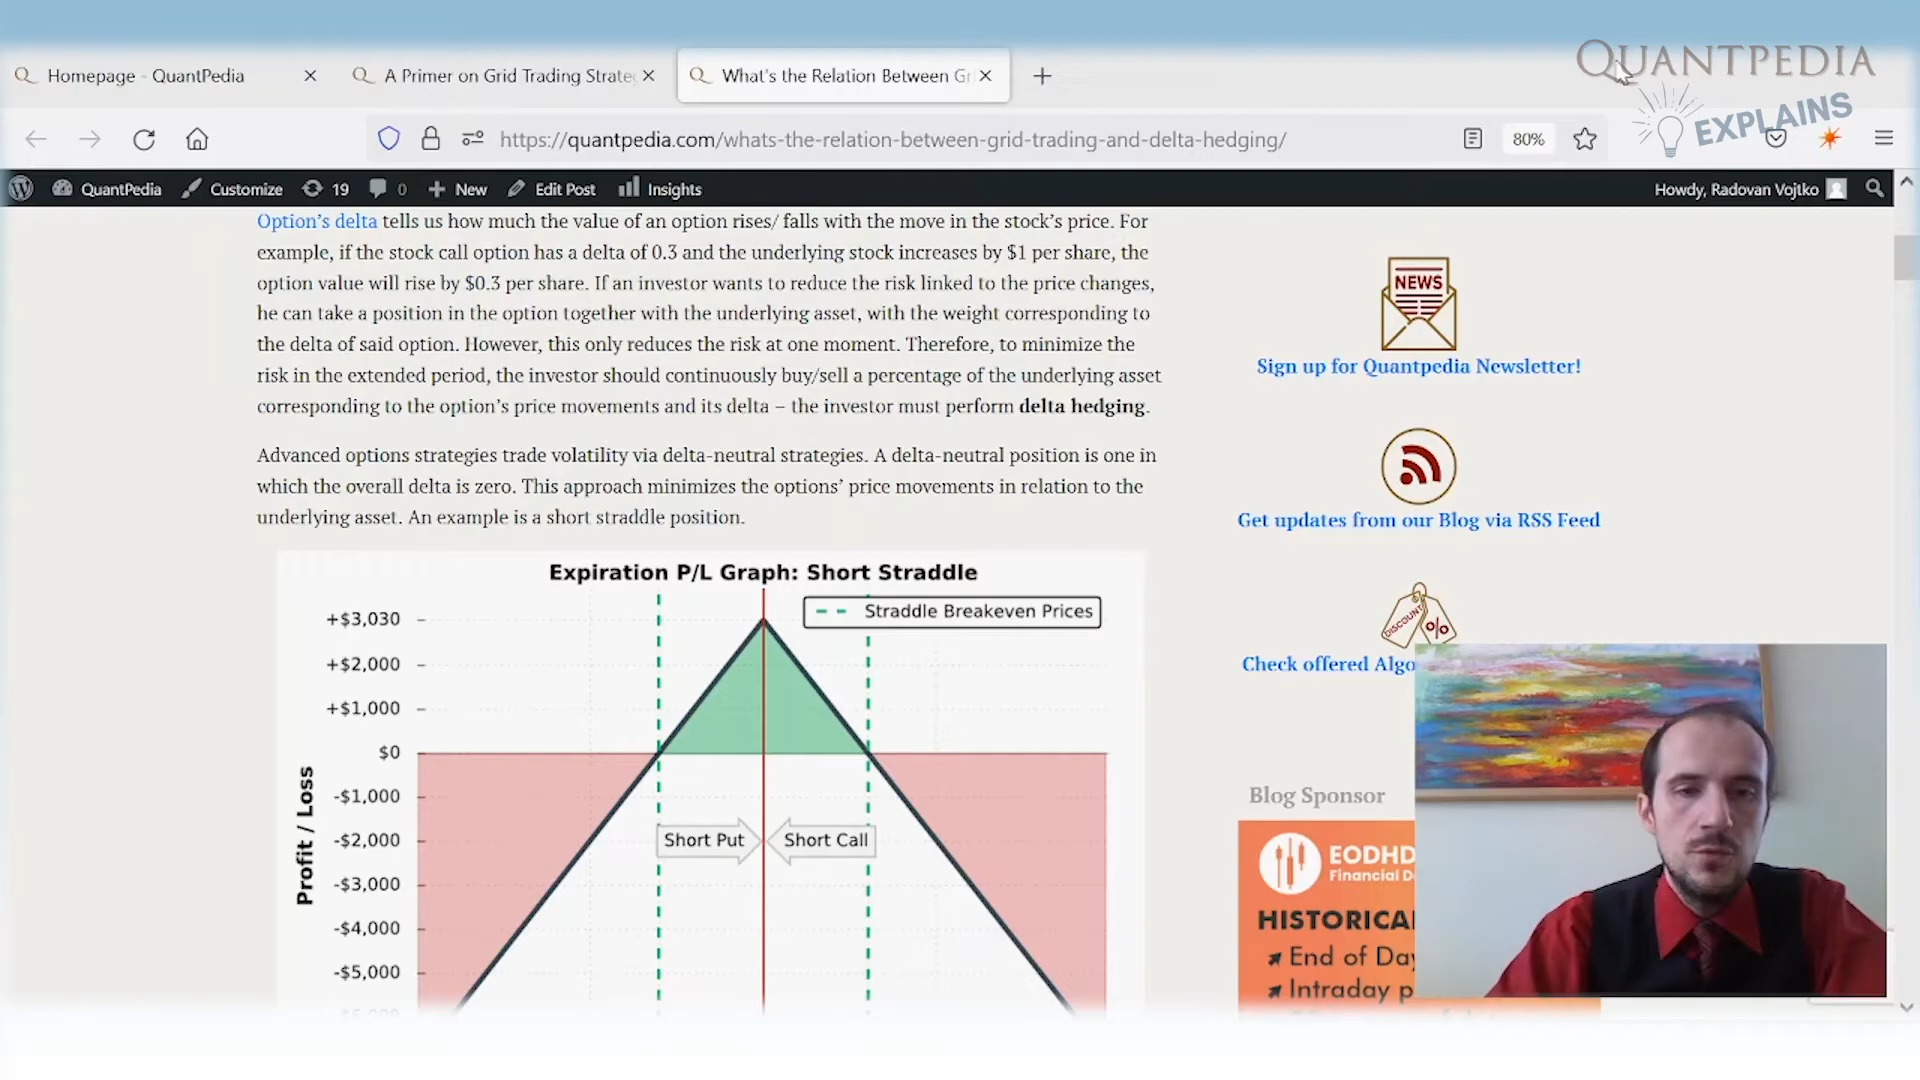 QUANTPEDIA
EXPLAINS
Homepage - QuantPedia
A Primer on Grid Trading Strate
What's the Relation Between Gr
https://quantpedia.com/whats-the-relation-between-grid-trading-and-delta-hedging/
80%
QuantPedia Customize 19 0 New Edit Post Insights
Howdy, Radovan Vojtko
Option's delta tells us how much the value of an option rises/ falls with the move in the stock's price. For
example, if the stock call option has a delta of 0.3 and the underlying stock increases by $1 per share, the
option value will rise by $0.3 per share. If an investor wants to reduce the risk linked to the price changes,
he can take a position in the option together with the underlying asset, with the weight corresponding to
the delta of said option. However, this only reduces the risk at one moment. Therefore, to minimize the
risk in the extended period, the investor should continuously buy/sell a percentage of the underlying asset
corresponding to the option's price movements and its delta – the investor must perform delta hedging.
Advanced options strategies trade volatility via delta-neutral strategies. A delta-neutral position is one in
which the overall delta is zero. This approach minimizes the options' price movements in relation to the
underlying asset. An example is a short straddle position.
Expiration P/L Graph: Short Straddle
Straddle Breakeven Prices
+$3,030
+$2,000
+$1,000
$0
-$1,000
-$2,000
-$3,000
-$4,000
-$5,000
Profit / Loss
Short Put
Short Call
NEWS
Sign up for Quantpedia Newsletter!
Get updates from our Blog via RSS Feed
DISCOUNT %
Check offered Algo
Blog Sponsor
EODHD
Financial D
HISTORICA
End of Day
Intraday p